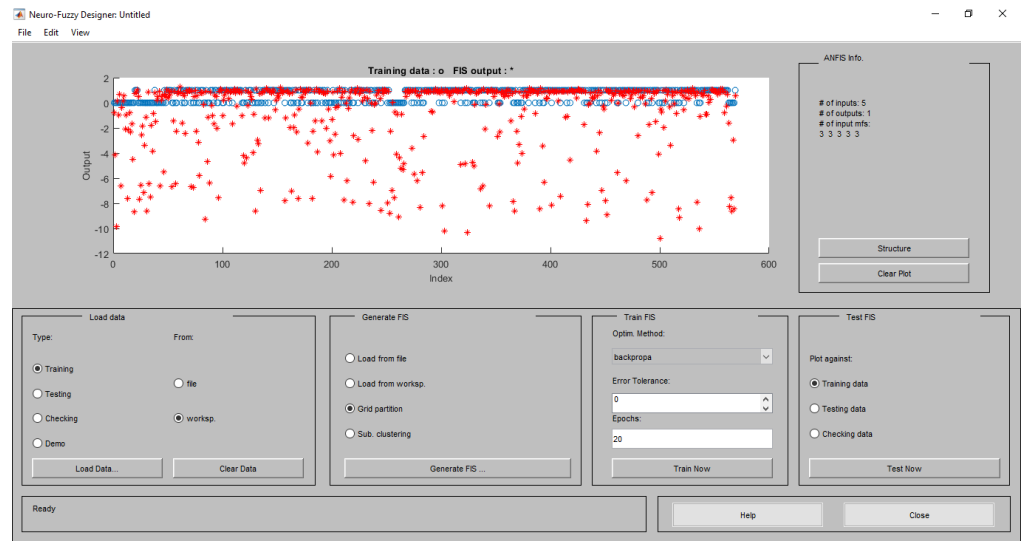 Neuro-Fuzzy Designer: Untitled
File Edit View
Training data : o FIS output : *
2
0
-2
-4
-6
-8
-10
-12
Output
0 100 200 300 400 500 600
Index
ANFIS Info.
# of inputs: 5
# of outputs: 1
# of input mfs:
3 3 3 3 3
Structure
Clear Plot
Load data
Type:
From:
Training
Testing
Checking
Demo
file
worksp.
Load Data...
Clear Data
Generate FIS
Load from file
Load from worksp.
Grid partition
Sub. clustering
Generate FIS ...
Train FIS
Optim. Method:
backpropa
Error Tolerance:
0
Epochs:
20
Train Now
Test FIS
Plot against:
Training data
Testing data
Checking data
Test Now
Ready
Help
Close